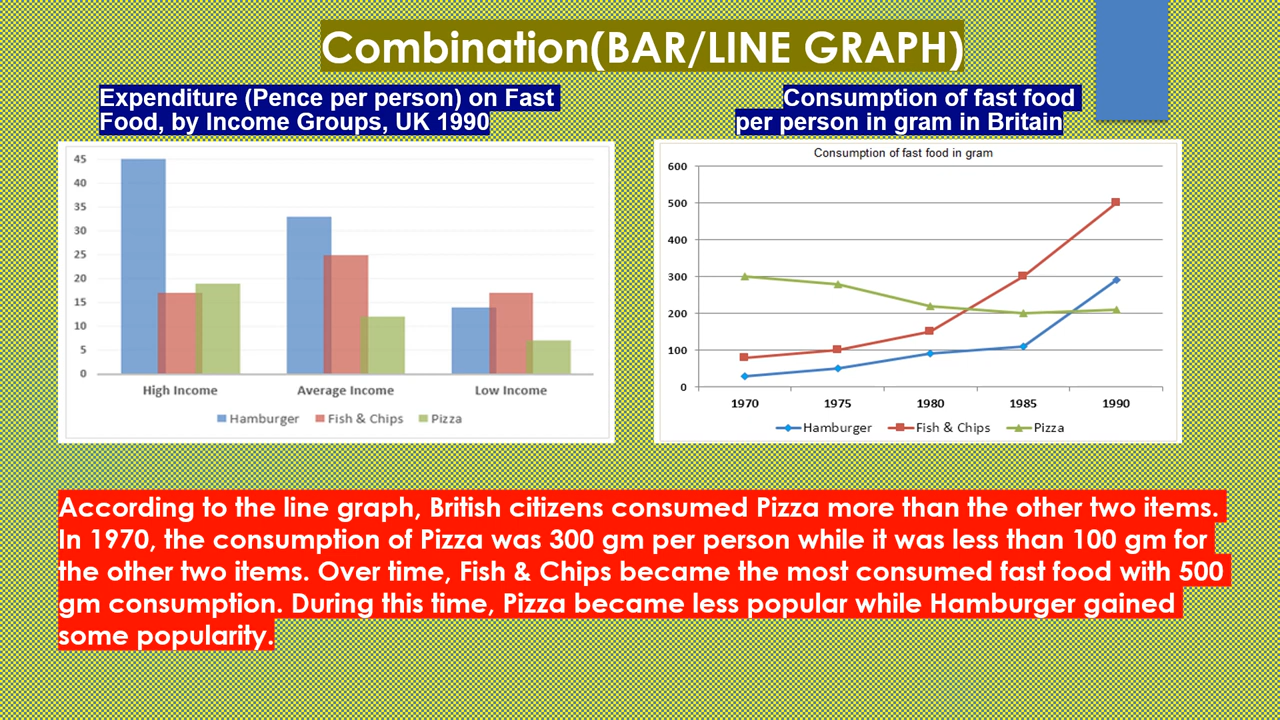 Combination(BAR/LINE GRAPH)
Expenditure (Pence per person) on Fast
Food, by Income Groups, UK 1990
45
40
35
30
25
20
15
10
5
0
High Income Average Income Low Income
Hamburger Fish & Chips Pizza
Consumption of fast food
per person in gram in Britain
Consumption of fast food in gram
600
500
400
300
200
100
0
1970 1975 1980 1985 1990
Hamburger Fish & Chips Pizza
According to the line graph, British citizens consumed Pizza more than the other two items.
In 1970, the consumption of Pizza was 300 gm per person while it was less than 100 gm for
the other two items. Over time, Fish & Chips became the most consumed fast food with 500
gm consumption. During this time, Pizza became less popular while Hamburger gained
some popularity.